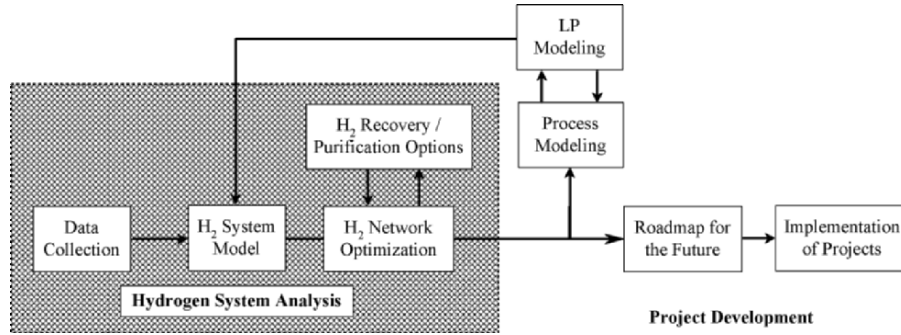 LP
Modeling
H2 Recovery /
Purification Options
Process
Modeling
Data
Collection
H2 System
Model
H2 Network
Optimization
Roadmap for
the Future
Implementation
of Projects
Hydrogen System Analysis
Project Development